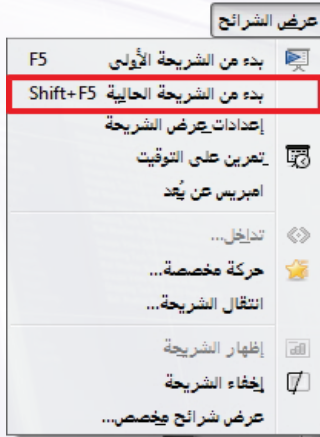 عرض الشرائح
بدء من الشريحة الأولى F5
بدء من الشريحة الحالية Shift+F5
إعدادات عرض الشريحة
تمرين على التوقيت
امبريس عن بُعد
تداخل...
حركة مخصصة...
انتقال الشريحة...
إظهار الشريحة
إخفاء الشريحة
عرض شرائح مخصص...